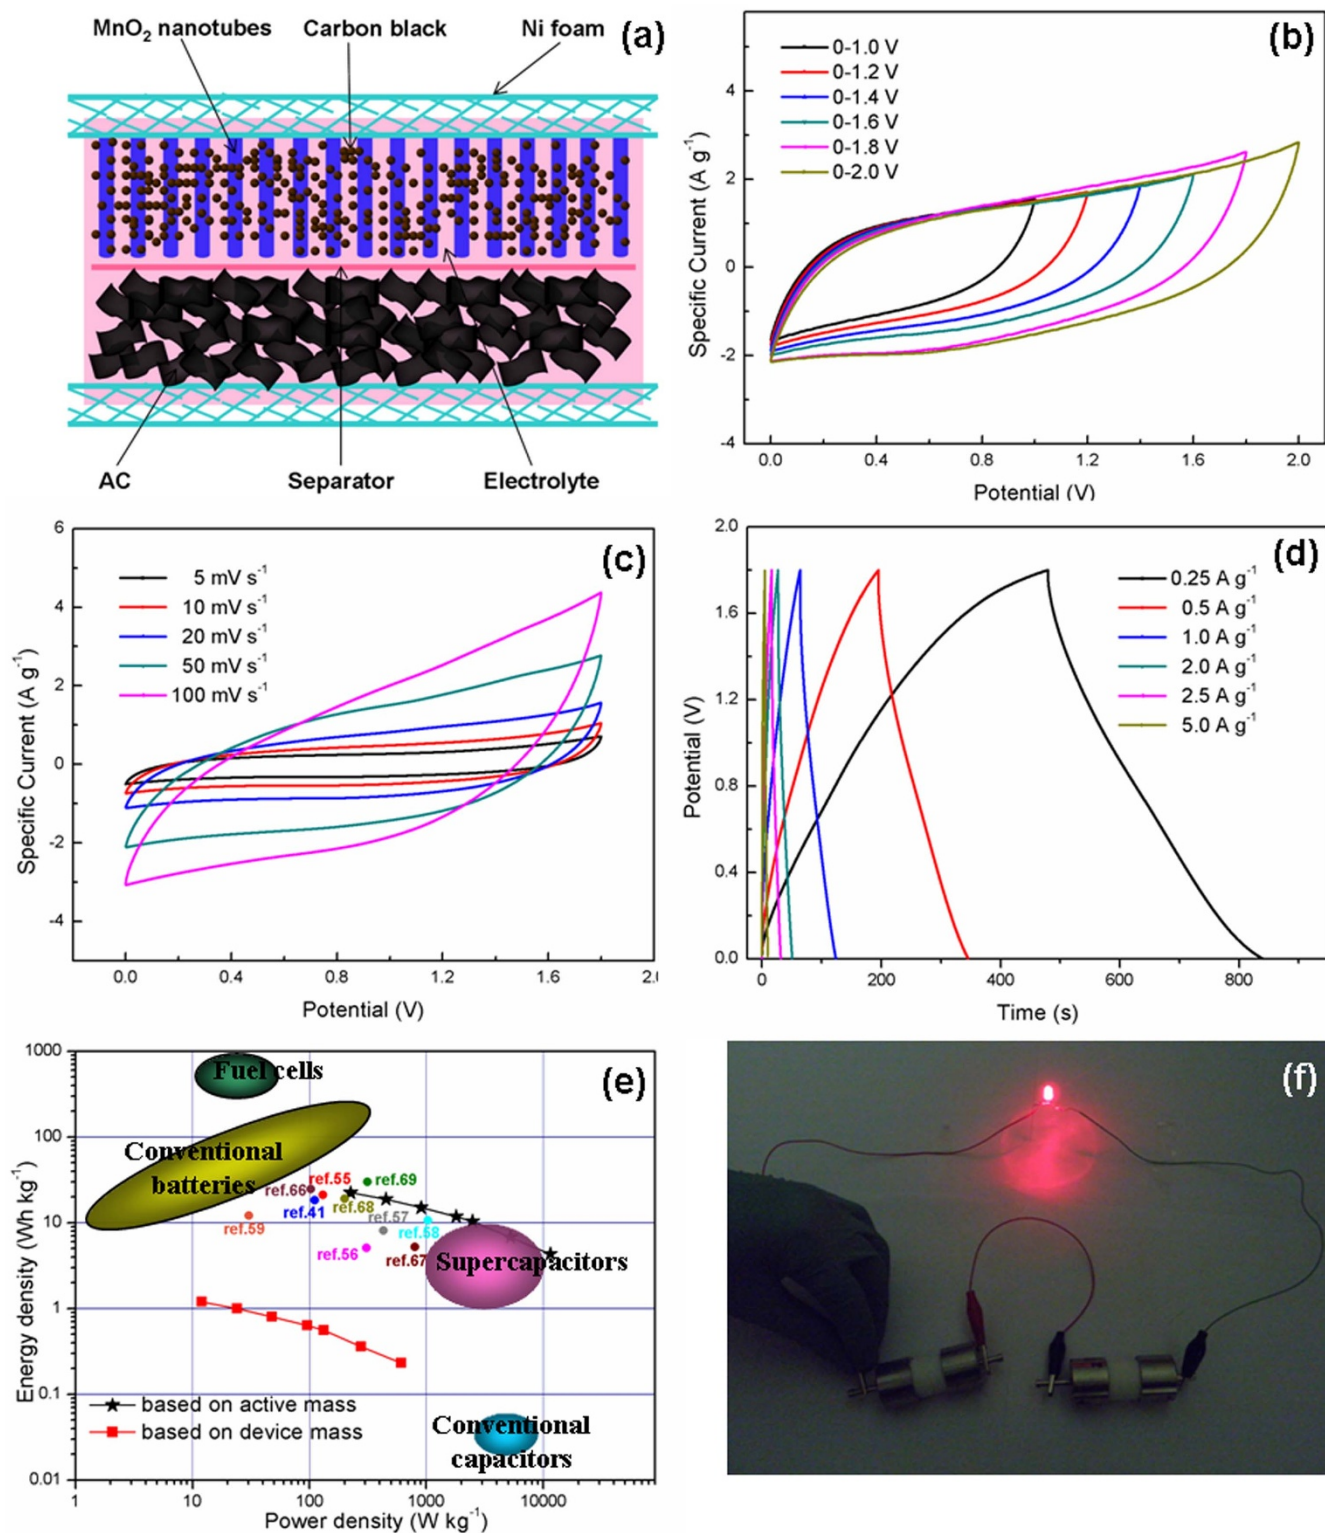 MnO₂ nanotubes
Carbon black
Ni foam
(a)
AC
Separator
Electrolyte
(b)
0-1.0 V
0-1.2 V
0-1.4 V
0-1.6 V
0-1.8 V
0-2.0 V
Specific Current (A g⁻¹)
4
2
0
-2
-4
0.0 0.4 0.8 1.2 1.6 2.0
Potential (V)
(c)
5 mV s⁻¹
10 mV s⁻¹
20 mV s⁻¹
50 mV s⁻¹
100 mV s⁻¹
Specific Current (A g⁻¹)
6
4
2
0
-2
-4
0.0 0.4 0.8 1.2 1.6 2.0
Potential (V)
(d)
0.25 A g⁻¹
0.5 A g⁻¹
1.0 A g⁻¹
2.0 A g⁻¹
2.5 A g⁻¹
5.0 A g⁻¹
Potential (V)
2.0
1.6
1.2
0.8
0.4
0.0
0 200 400 600 800
Time (s)
(e)
Energy density (Wh kg⁻¹)
1000
100
10
1
0.1
0.01
Fuel cells
Conventional
batteries
ref.55
ref.69
ref.66
ref.41
ref.68
ref.59
ref.57
ref.58
ref.56
ref.67
Supercapacitors
based on active mass
based on device mass
Conventional
capacitors
1 10 100 1000 10000
Power density (W kg⁻¹)
(f)